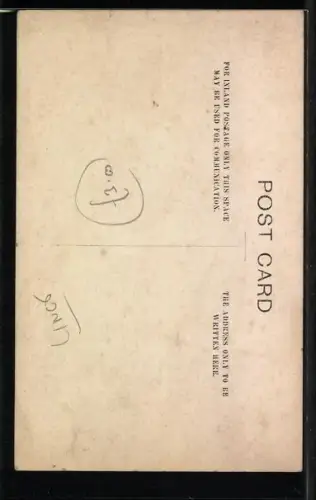 POST CARD
FOR INLAND POSTAGE ONLY THIS SPACE
MAY BE USED FOR COMMUNICATION.
THE ADDRESS ONLY TO BE
WRITTEN HERE.
LINCS